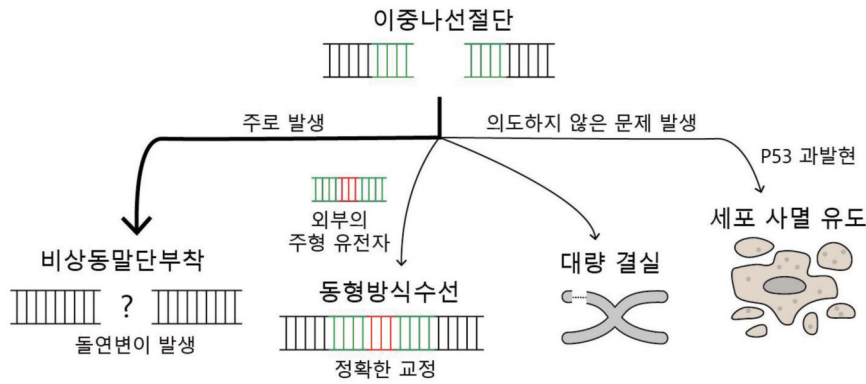 이중나선절단
주로 발생
의도하지 않은 문제 발생
P53 과발현
외부의
주형 유전자
세포 사멸 유도
비상동말단부착
?
돌연변이 발생
동형방식수선
정확한 교정
대량 결실